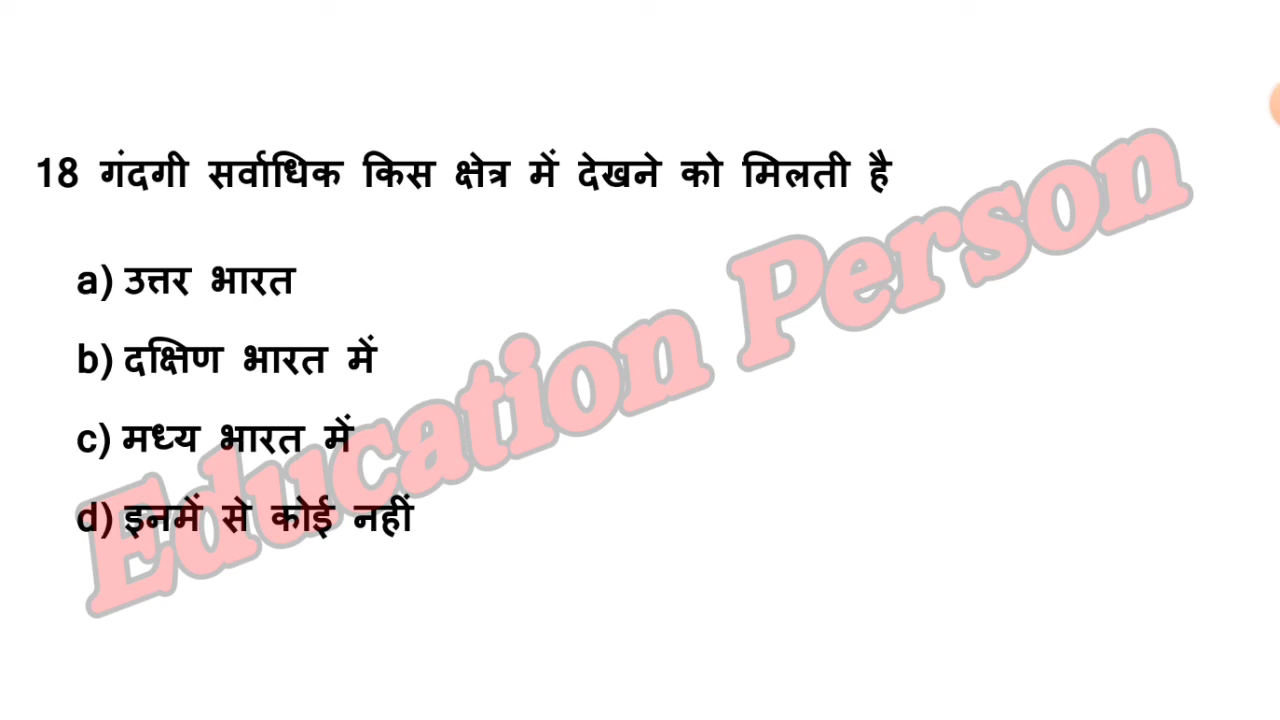 18 गंदगी सर्वाधिक किस क्षेत्र में देखने को मिलती है
a) उत्तर भारत
b) दक्षिण भारत में
c) मध्य भारत में
d) इनमें से कोई नहीं
Education Person